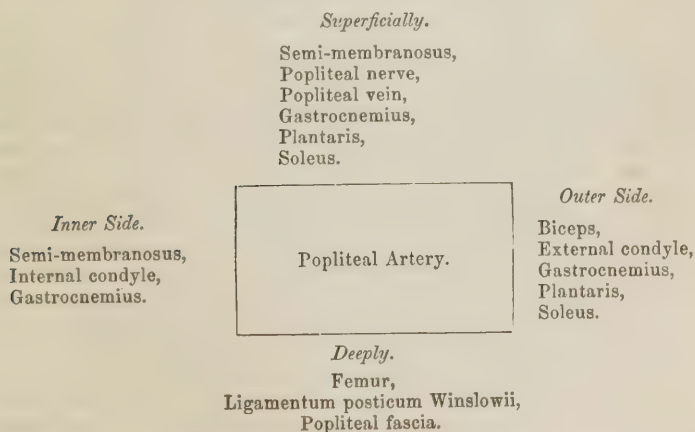 Superficially.
Semi-membranosus,
Popliteal nerve,
Popliteal vein,
Gastrocnemius,
Plantaris,
Soleus.
Inner Side.
Semi-membranosus,
Internal condyle,
Gastrocnemius.
Popliteal Artery.
Outer Side.
Biceps,
External condyle,
Gastrocnemius,
Plantaris,
Soleus.
Deeply.
Femur,
Ligamentum posticum Winslowii,
Popliteal fascia.